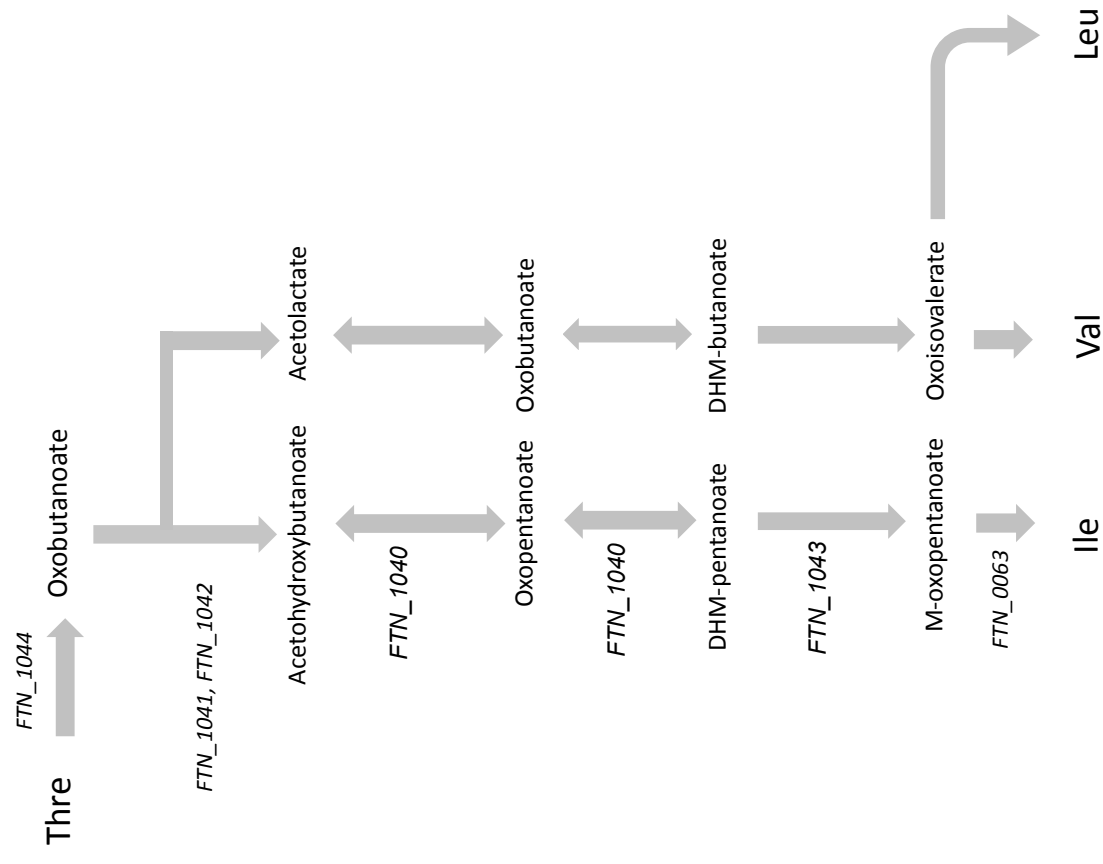 FTN_1044
Thre
Oxobutanoate
FTN_1041, FTN_1042
Acetohydroxybutanoate
Acetolactate
FTN_1040
Oxopentanoate
Oxobutanoate
FTN_1040
DHM-pentanoate
DHM-butanoate
FTN_1043
M-oxopentanoate
Oxoisovalerate
FTN_0063
Ile
Val
Leu